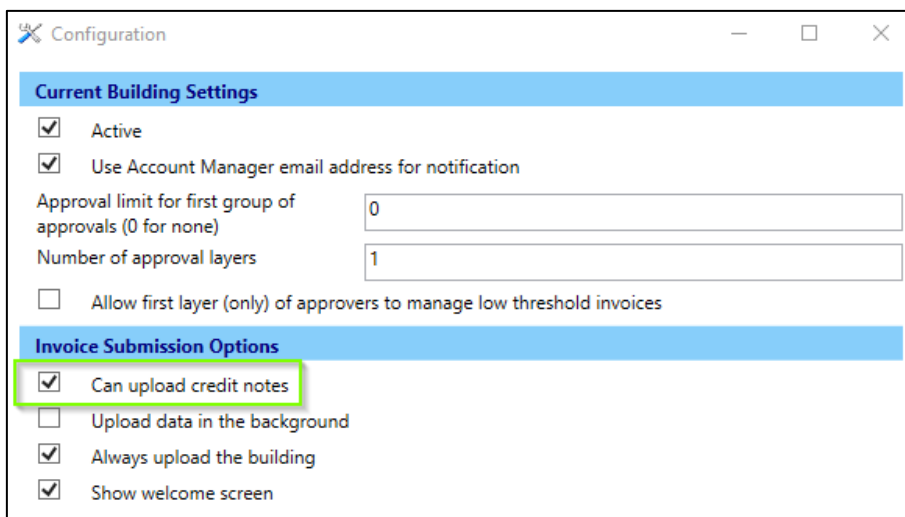 Configuration
Current Building Settings
Active
Use Account Manager email address for notification
Approval limit for first group of
approvals (0 for none)
0
Number of approval layers
1
Allow first layer (only) of approvers to manage low threshold invoices
Invoice Submission Options
Can upload credit notes
Upload data in the background
Always upload the building
Show welcome screen